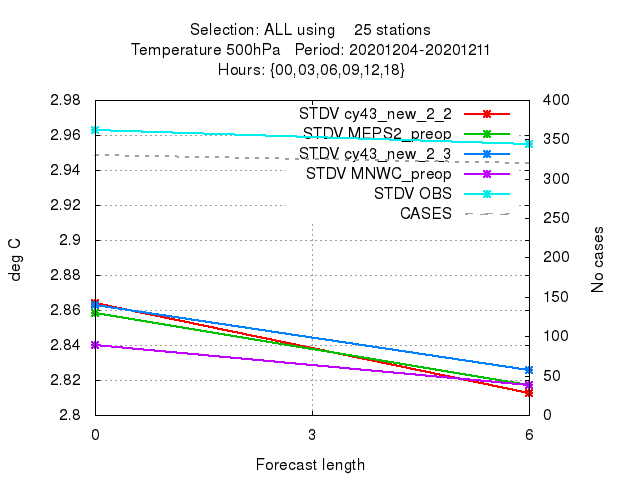 Selection: ALL using    25 stations
Temperature 500hPa   Period: 20201204-20201211
Hours: {00,03,06,09,12,18}
2.98
2.96
2.94
2.92
2.9
2.88
2.86
2.84
2.82
2.8
deg C
STDV cy43_new_2_2
STDV MEPS2_preop
STDV cy43_new_2_3
STDV MNWC_preop
STDV OBS
CASES
400
350
300
250
200
150
100
50
0
No cases
0 3 6
Forecast length